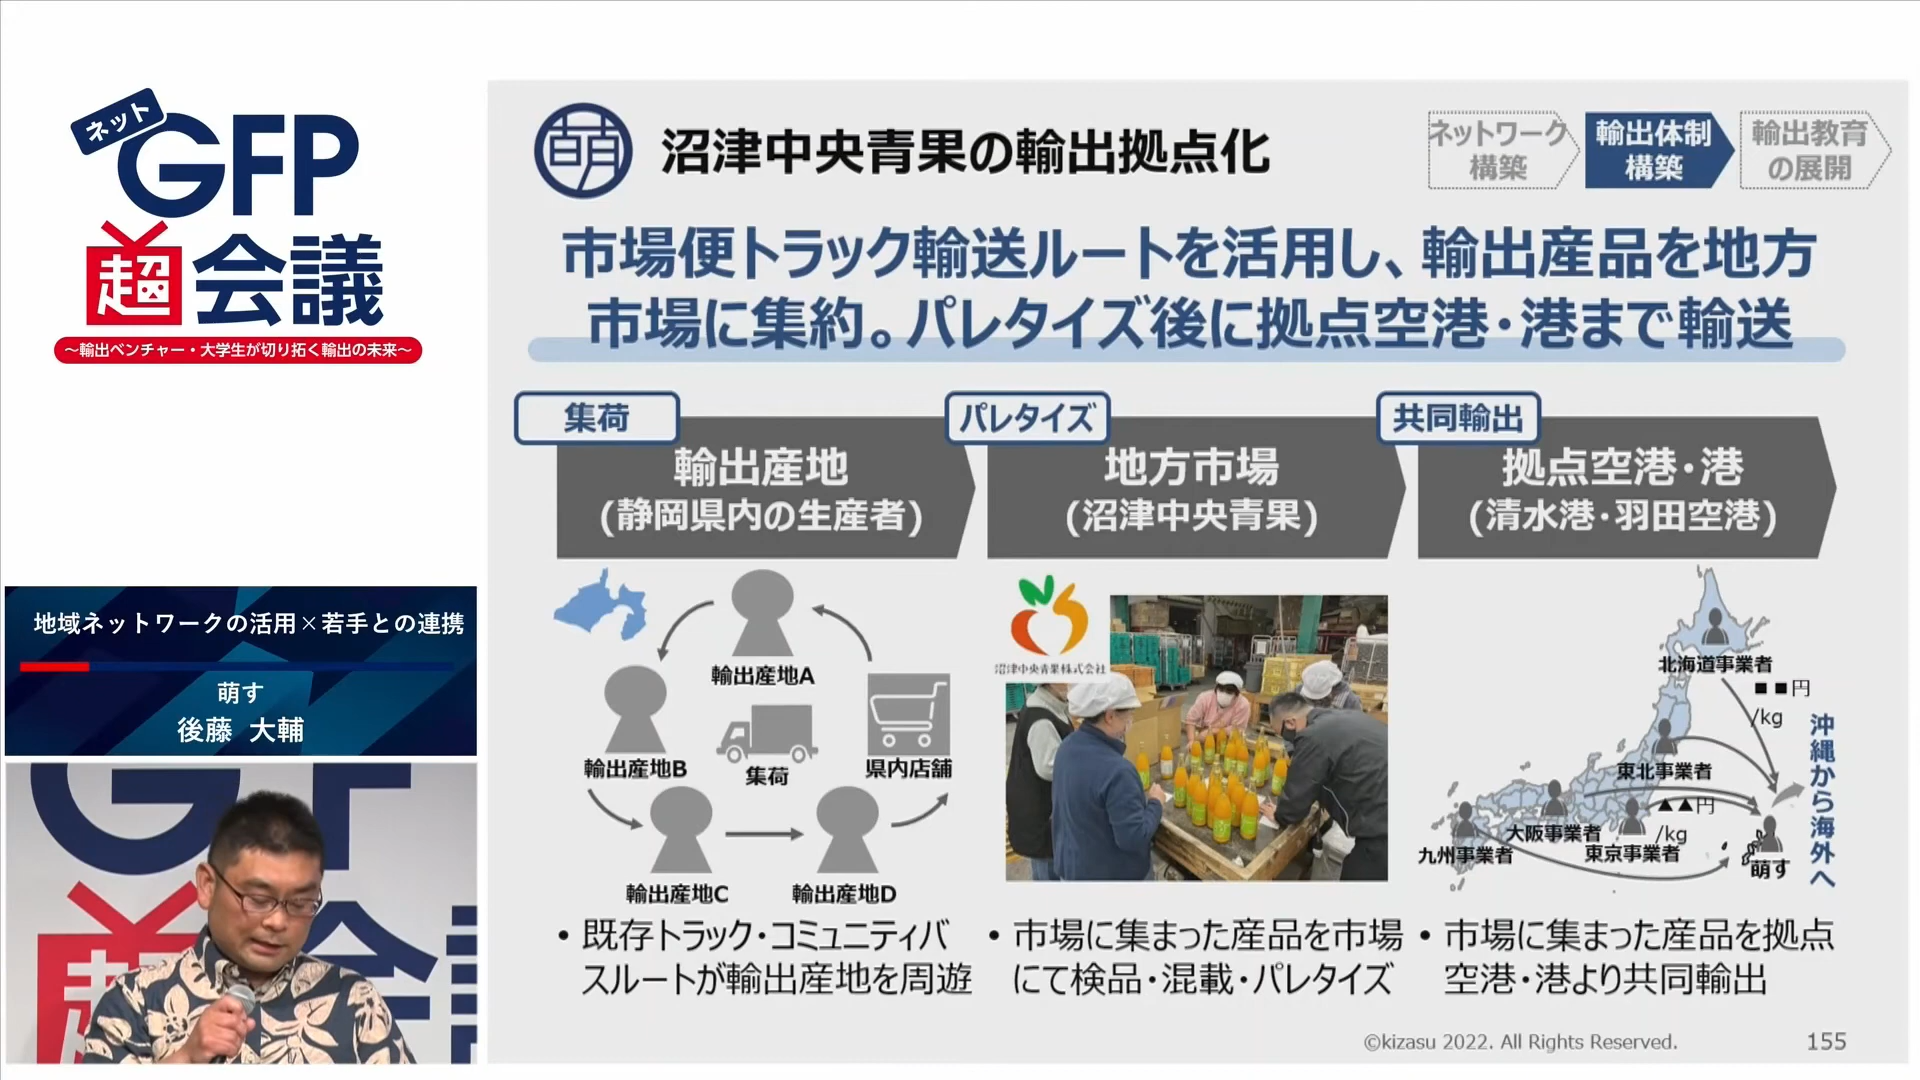 ネット
GFP
超会議
～輸出ベンチャー・大学生が切り拓く輸出の未来～
地域ネットワークの活用×若手との連携
萌す
後藤 大輔
萌
沼津中央青果の輸出拠点化
ネットワーク
構築
輸出体制
構築
輸出教育
の展開
市場便トラック輸送ルートを活用し、輸出産品を地方
市場に集約。パレタイズ後に拠点空港・港まで輸送
集荷
輸出産地
(静岡県内の生産者)
輸出産地A
輸出産地B
集荷
県内店舗
輸出産地C
輸出産地D
• 既存トラック・コミュニティバ
スルートが輸出産地を周遊
パレタイズ
地方市場
(沼津中央青果)
沼津中央青果株式会社
• 市場に集まった産品を市場
にて検品・混載・パレタイズ
共同輸出
拠点空港・港
(清水港・羽田空港)
北海道事業者
■■円
/kg
東北事業者
▲▲円
/kg
大阪事業者
東京事業者
九州事業者
萌す
沖縄から海外へ
• 市場に集まった産品を拠点
空港・港より共同輸出
©kizasu 2022. All Rights Reserved.
155
GF
超会議